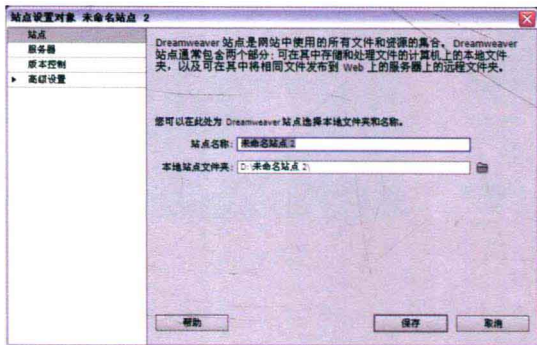 站点设置对象 未命名站点 2
站点
服务器
版本控制
高级设置
Dreamweaver 站点是网站中使用的所有文件和资源的集合。 Dreamweaver
站点通常包含两个部分: 可在其中存储和处理文件的计算机上的本地文件
夹, 以及可在其中将相同文件发布到 Web 上的服务器上的远程文件夹。
您可以在此处为 Dreamweaver 站点选择本地文件夹和名称。
站点名称: 未命名站点 2
本地站点文件夹: D:\未命名站点 2\
帮助
保存
取消